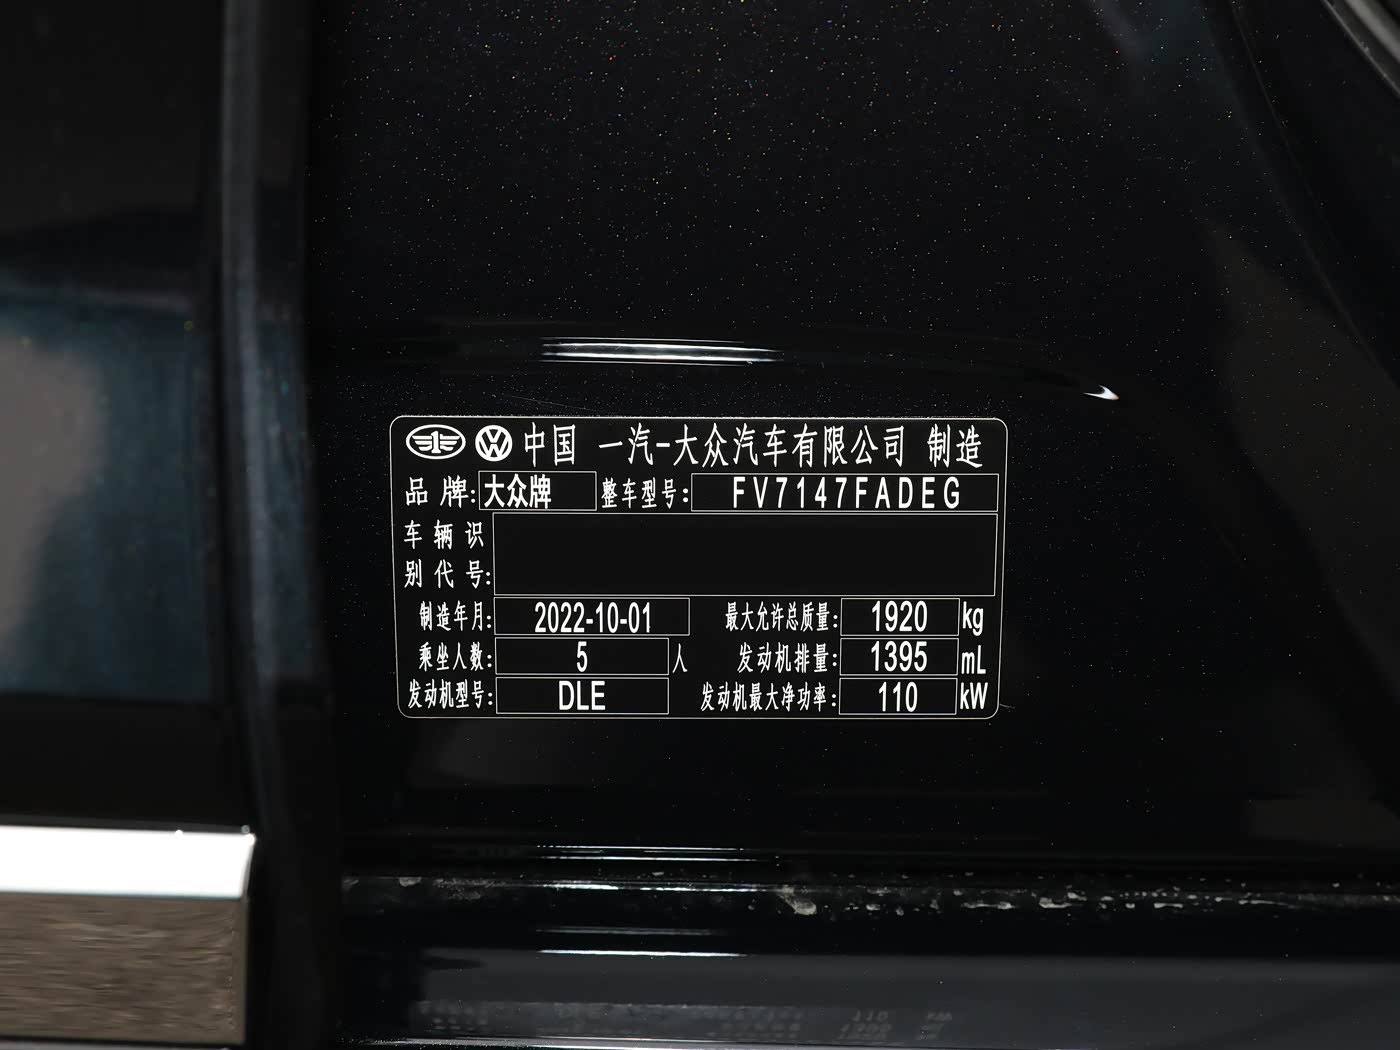 中国 一汽-大众汽车有限公司 制造
品 牌: 大众牌 整车型号: FV7147FADEG
车 辆 识
别 代 号:
制造年月: 2022-10-01 最大允许总质量: 1920 kg
乘坐人数: 5 人 发动机排量: 1395 mL
发动机型号: DLE 发动机最大净功率: 110 kW